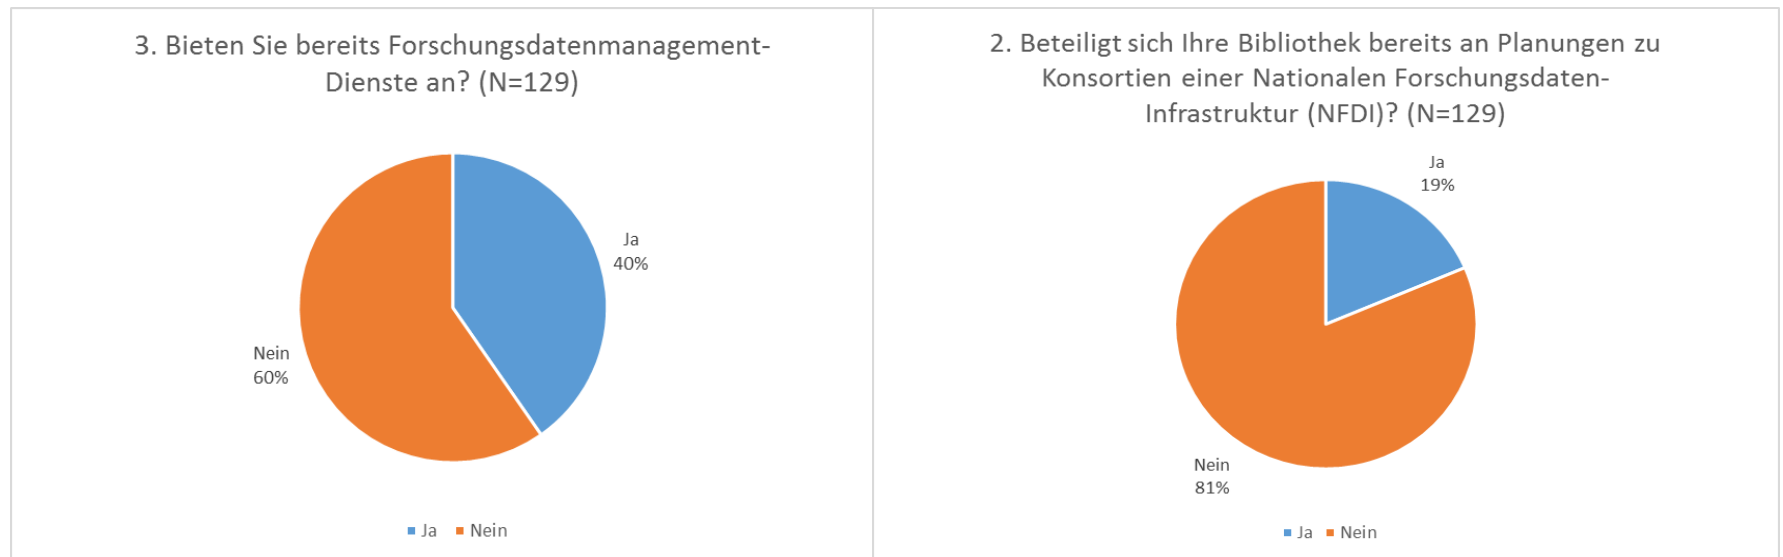 3. Bieten Sie bereits Forschungsdatenmanagement-
Dienste an? (N=129)
Ja
40%
Nein
60%
Ja Nein
2. Beteiligt sich Ihre Bibliothek bereits an Planungen zu
Konsortien einer Nationalen Forschungsdaten-
Infrastruktur (NFDI)? (N=129)
Ja
19%
Nein
81%
Ja Nein